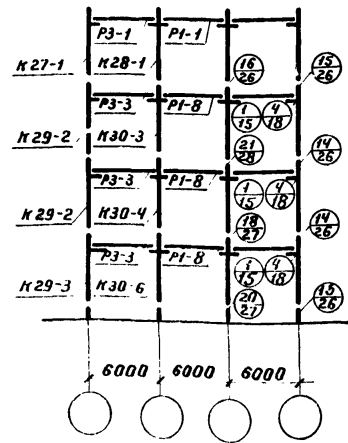 Р3-1 Р1-1
К27-1 К28-1 16/26 15/26
Р3-3 Р1-8 1/15 4/18
К29-2 К30-3 21/28 14/26
Р3-3 Р1-8 1/15 4/18
К29-2 К30-4 18/27 14/26
Р3-3 Р1-8 1/15 4/18
К29-3 К30-6 20/27 13/26
6000 6000 6000